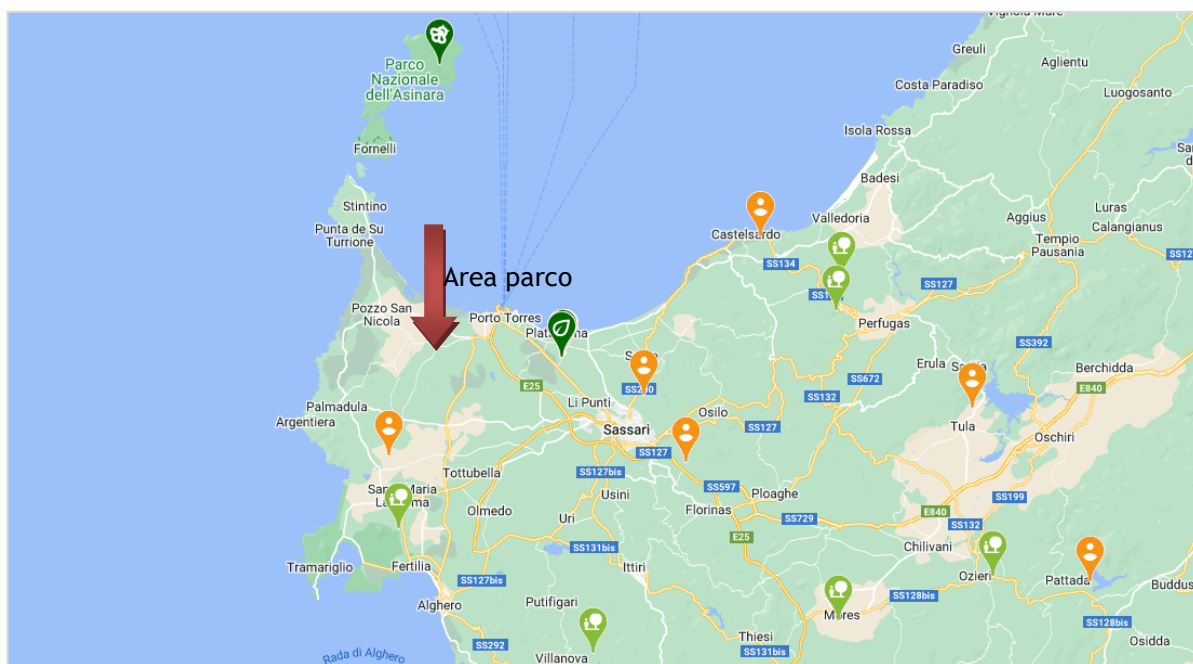 Vignola Mare
Greuli
Aglientu
Parco
Nazionale
dell'Asinara
Costa Paradiso
Luogosanto
Isola Rossa
Fornelli
Badesi
Stintino
Luras
Valledoria
Aggius
Calangianus
Punta de Su
Turrione
Castelsardo
Tempio
Pausania
SS134
Area parco
SS127
Pozzo San
Nicola
Porto Torres
Perfugas
SS392
Erula
Berchidda
SS672
E25
E840
SS132
Li Punti
Palmadula
Osilo
Argentiera
Sassari
SS127
Tula
Oschiri
SS127
Tottubella
SS127bis
SS597
Usini
Ploaghe
SS199
Olmedo
Florinas
E840
Uri
SS729
SS132
E25
Chilivani
SS131bis
Tramariglio
Fertilia
Ittiri
Ozieri
Pattada
SS127bis
SS128bis
Alghero
Putifigari
Mores
SS128bis
Thiesi
Osidda
SS292
SS131bis
Villanova
Rada di Alghero